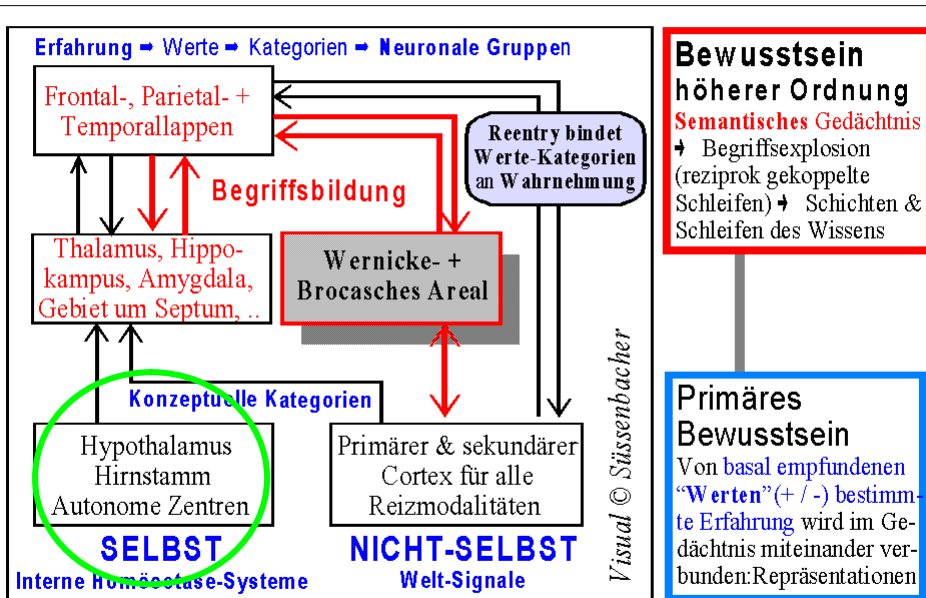 Erfahrung ➡ Werte ➡ Kategorien ➡ Neuronale Gruppen
Frontal-, Parietal- +
Temporallappen
Reentry bindet
Werte-Kategorien
an Wahrnehmung
Begriffsbildung
Thalamus, Hippo-
kampus, Amygdala,
Gebiet um Septum, ..
Wernicke- +
Brocasches Areal
Konzeptuelle Kategorien
Hypothalamus
Hirnstamm
Autonome Zentren
Primärer & sekundärer
Cortex für alle
Reizmodalitäten
SELBST
Interne Homöostase-Systeme
NICHT-SELBST
Welt-Signale
Visual © Süssenbacher
Bewusstsein
höherer Ordnung
Semantisches Gedächtnis
➔ Begriffsexplosion
(reziprok gekoppelte
Schleifen) ➔ Schichten &
Schleifen des Wissens
Primäres
Bewusstsein
Von basal empfundenen
“Werten”(+ / -) bestimm-
te Erfahrung wird im Ge-
dächtnis miteinander ver-
bunden:Repräsentationen